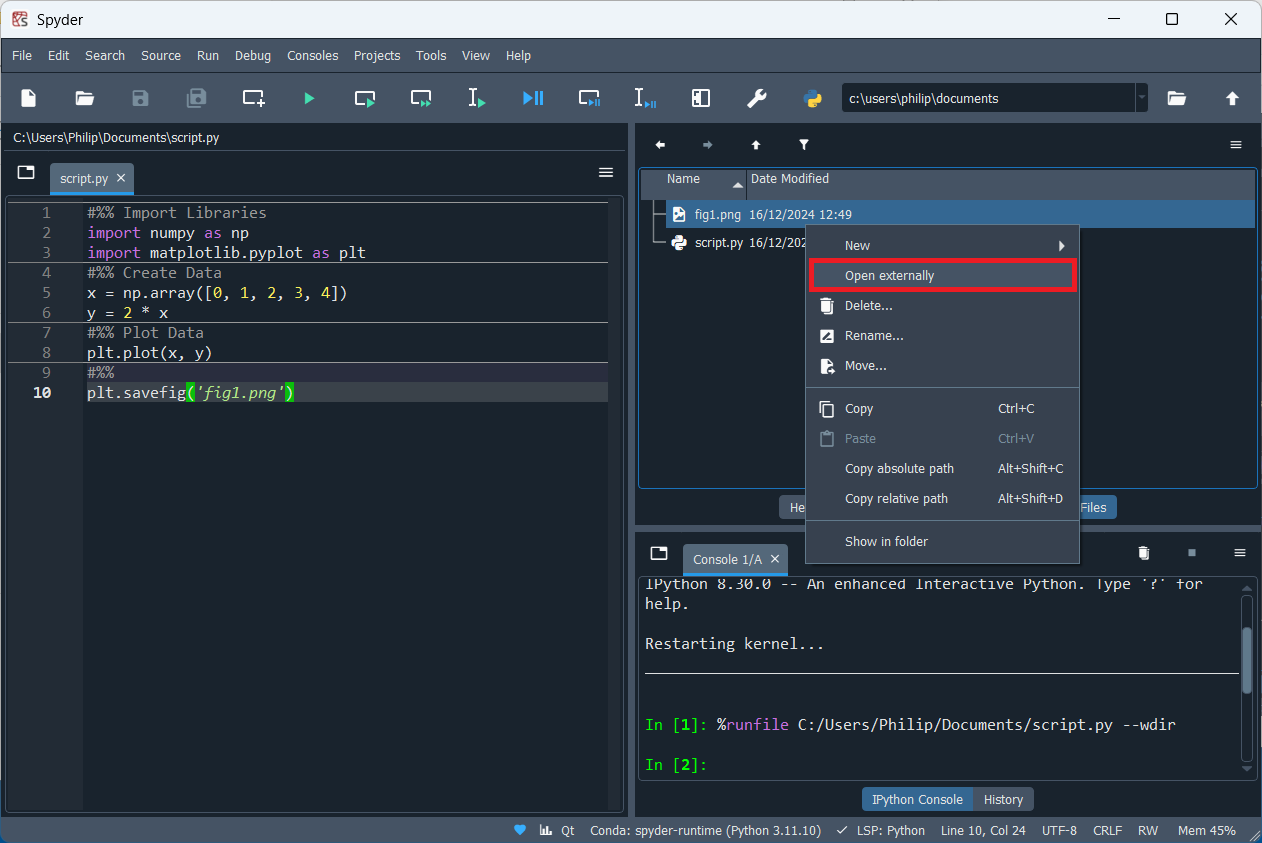 Spyder
File Edit Search Source Run Debug Consoles Projects Tools View Help
c:\users\philip\documents
C:\Users\Philip\Documents\script.py
script.py
1 #%% Import Libraries
2 import numpy as np
3 import matplotlib.pyplot as plt
4 #%% Create Data
5 x = np.array([0, 1, 2, 3, 4])
6 y = 2 * x
7 #%% Plot Data
8 plt.plot(x, y)
9 #%%
10 plt.savefig('fig1.png')
Name Date Modified
fig1.png 16/12/2024 12:49
script.py 16/12/202
New
Open externally
Delete...
Rename...
Move...
Copy Ctrl+C
Paste Ctrl+V
Copy absolute path Alt+Shift+C
Copy relative path Alt+Shift+D
Show in folder
He Files
Console 1/A
IPython 8.30.0 -- An enhanced Interactive Python. Type '?' for
help.
Restarting kernel...
In [1]: %runfile C:/Users/Philip/Documents/script.py --wdir
In [2]:
IPython Console History
Qt Conda: spyder-runtime (Python 3.11.10) LSP: Python Line 10, Col 24 UTF-8 CRLF RW Mem 45%